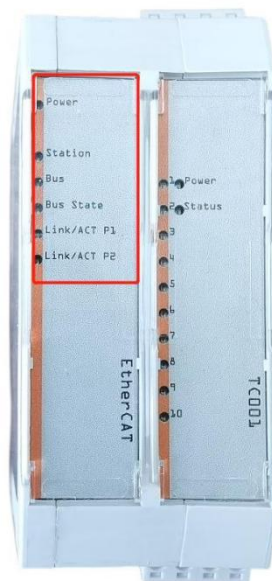 Power
Station
Bus
Bus State
Link/ACT P1
Link/ACT P2
EtherCAT
1 Power
2 Status
3
4
5
6
7
8
9
10
TC001